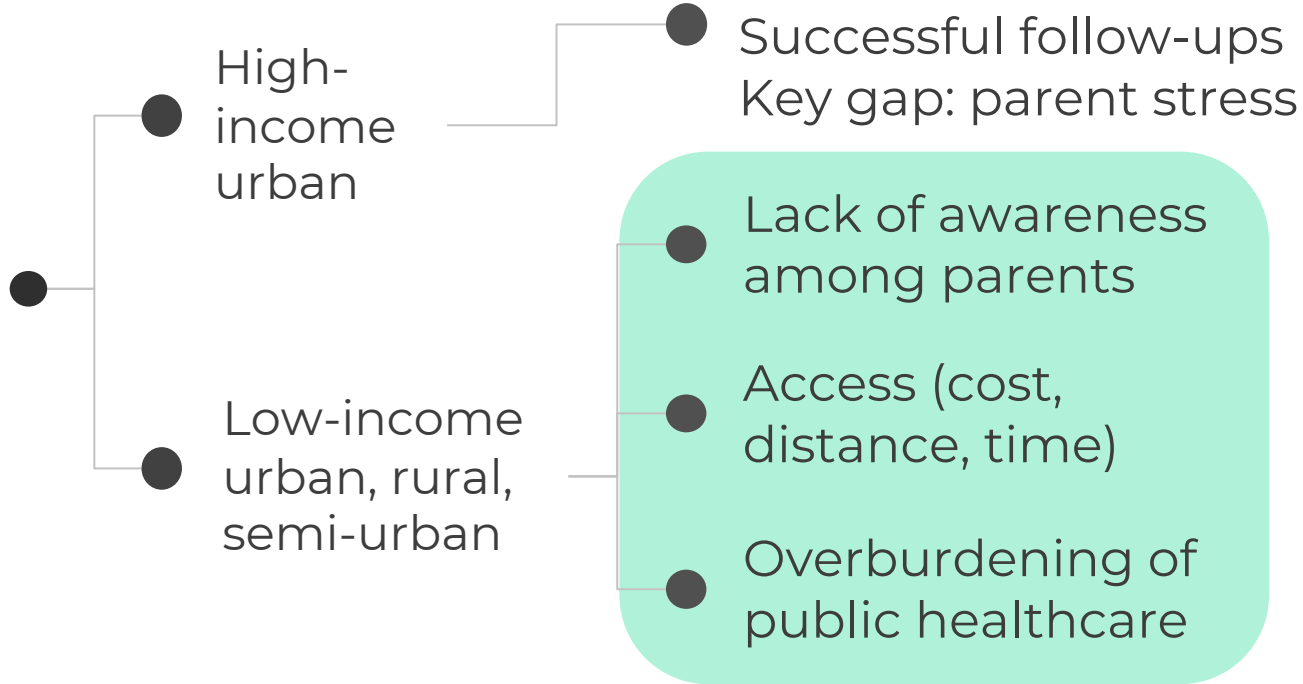 High-
income
urban
Successful follow-ups
Key gap: parent stress
Low-income
urban, rural,
semi-urban
Lack of awareness
among parents
Access (cost,
distance, time)
Overburdening of
public healthcare